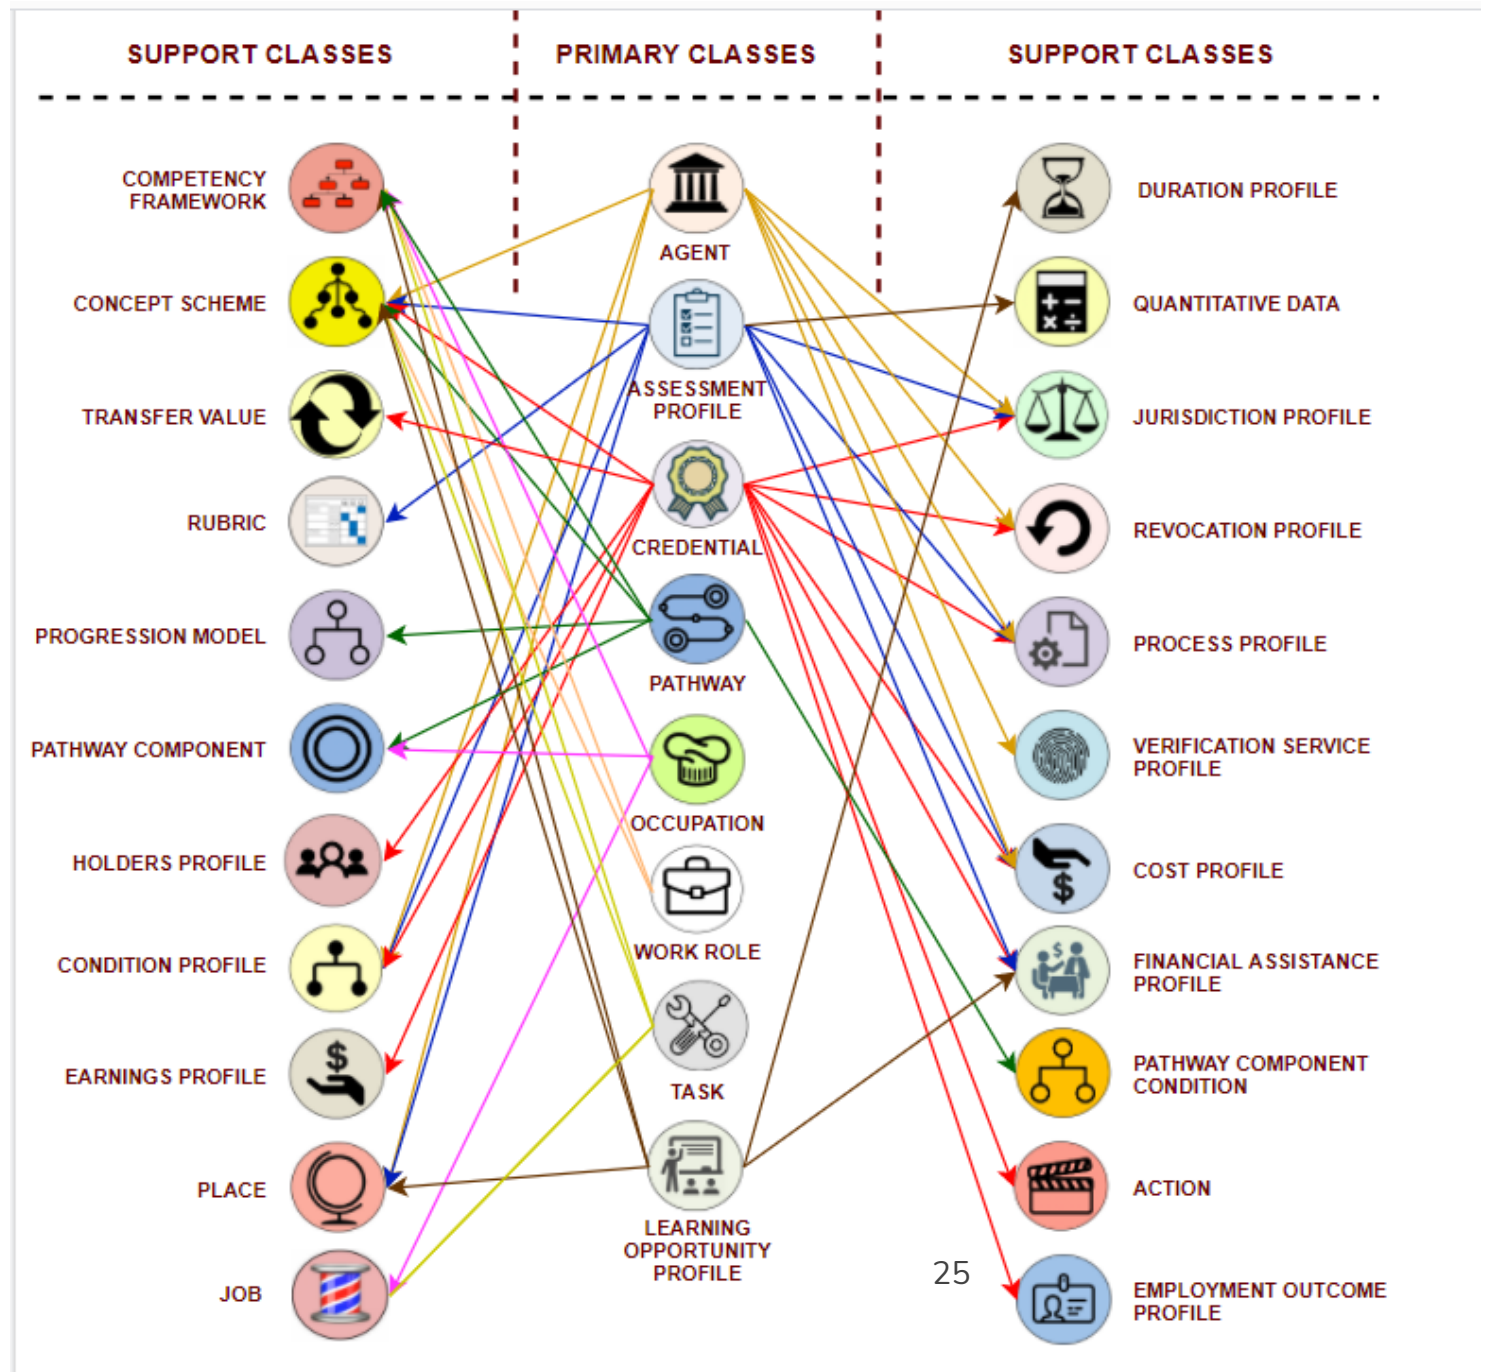 SUPPORT CLASSES
PRIMARY CLASSES
SUPPORT CLASSES
COMPETENCY
FRAMEWORK
CONCEPT SCHEME
TRANSFER VALUE
RUBRIC
PROGRESSION MODEL
PATHWAY COMPONENT
HOLDERS PROFILE
CONDITION PROFILE
$
EARNINGS PROFILE
PLACE
JOB
AGENT
ASSESSMENT
PROFILE
CREDENTIAL
PATHWAY
OCCUPATION
WORK ROLE
TASK
LEARNING
OPPORTUNITY
PROFILE
DURATION PROFILE
+ −
× ÷
QUANTITATIVE DATA
JURISDICTION PROFILE
REVOCATION PROFILE
PROCESS PROFILE
VERIFICATION SERVICE
PROFILE
$
COST PROFILE
$
FINANCIAL ASSISTANCE
PROFILE
PATHWAY COMPONENT
CONDITION
ACTION
EMPLOYMENT OUTCOME
PROFILE
25